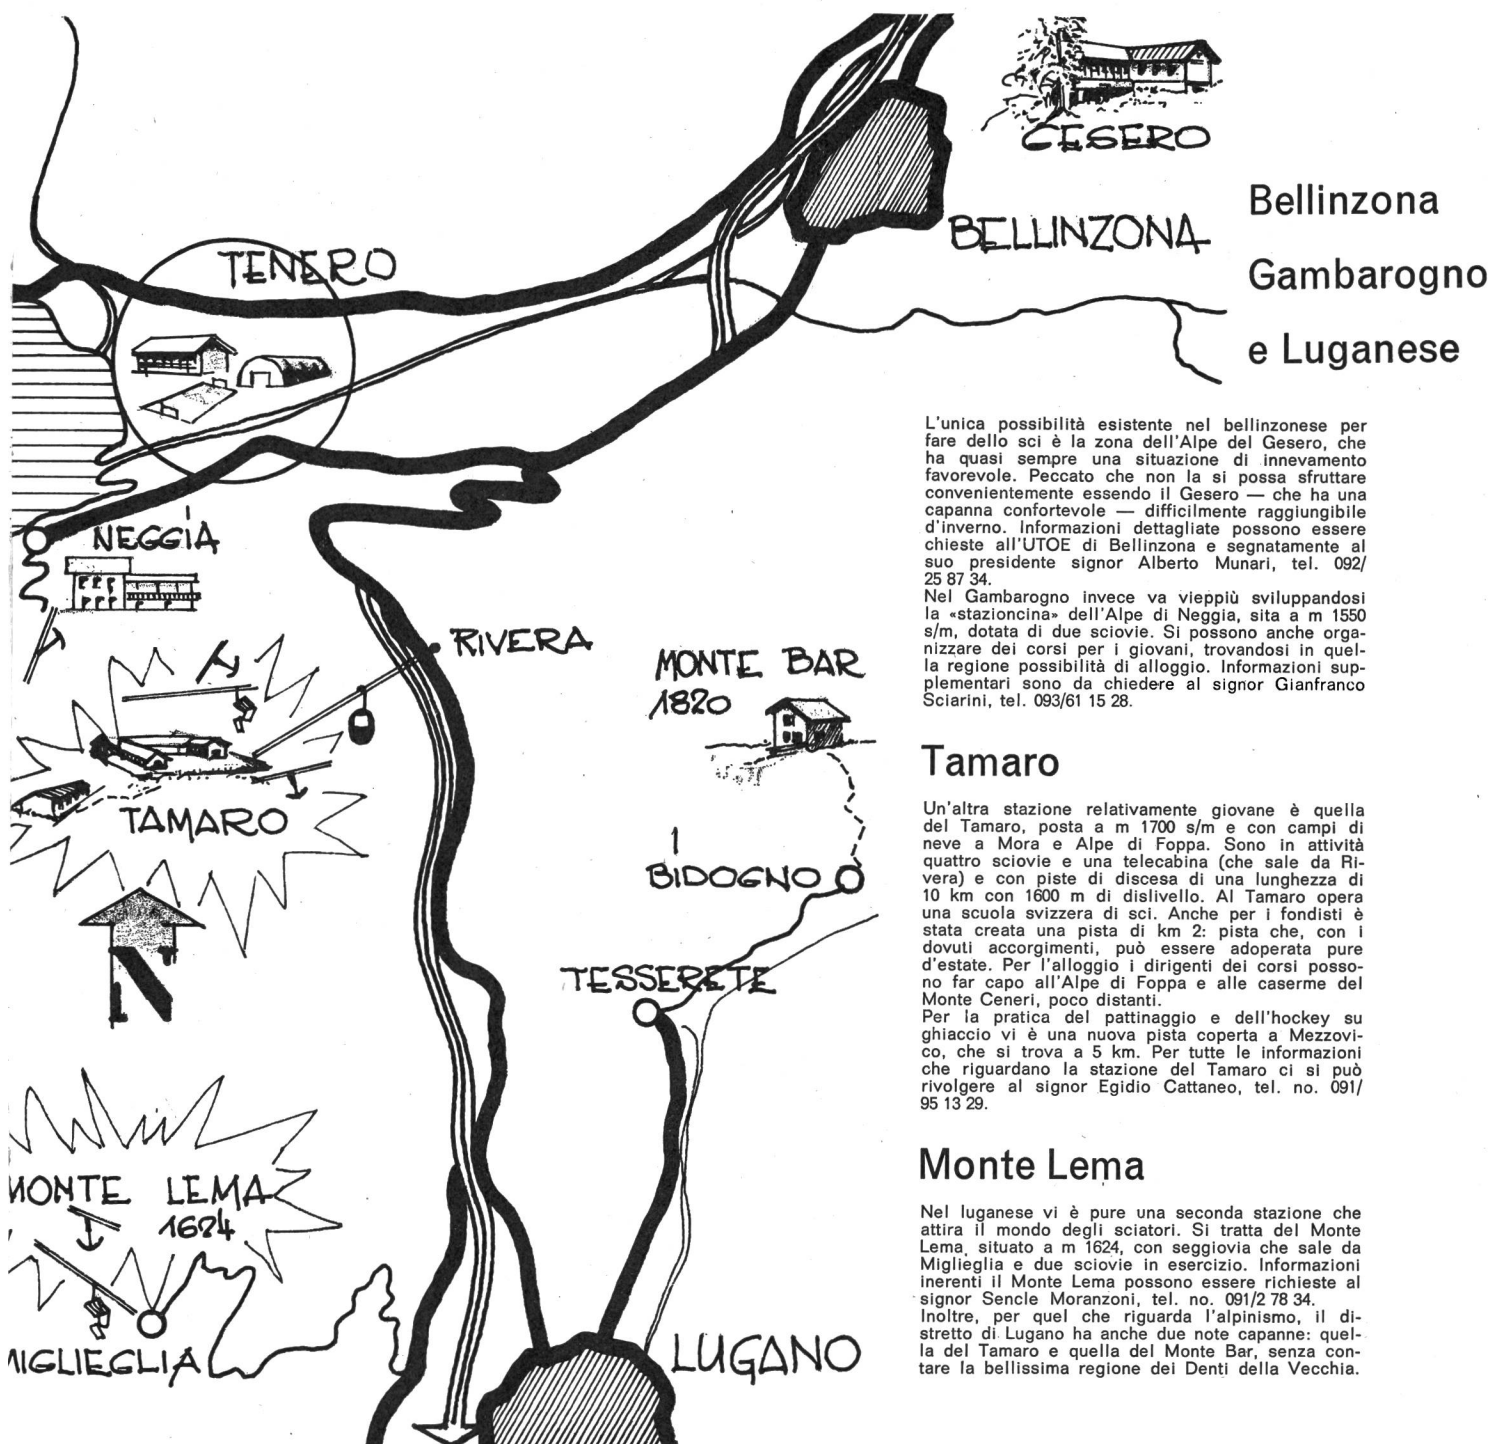 GESERO
BELLINZONA
TENERO
NEGGIA
RIVERA
MONTE BAR
1820
TAMARO
BIDOGNO
TESSERETE
N
MONTE LEMA
1624
MIGLIEGLIA
LUGANO
Bellinzona
Gambarogno
e Luganese
L'unica possibilità esistente nel bellinzonese per
fare dello sci è la zona dell'Alpe del Gesero, che
ha quasi sempre una situazione di innevamento
favorevole. Peccato che non la si possa sfruttare
convenientemente essendo il Gesero — che ha una
capanna confortevole — difficilmente raggiungibile
d'inverno. Informazioni dettagliate possono essere
chieste all'UTOE di Bellinzona e segnatamente al
suo presidente signor Alberto Munari, tel. 092/
25 87 34.
Nel Gambarogno invece va vieppiù sviluppandosi
la «stazioncina» dell'Alpe di Neggia, sita a m 1550
s/m, dotata di due sciovie. Si possono anche orga-
nizzare dei corsi per i giovani, trovandosi in quel-
la regione possibilità di alloggio. Informazioni sup-
plementari sono da chiedere al signor Gianfranco
Sciarini, tel. 093/61 15 28.
Tamaro
Un'altra stazione relativamente giovane è quella
del Tamaro, posta a m 1700 s/m e con campi di
neve a Mora e Alpe di Foppa. Sono in attività
quattro sciovie e una telecabina (che sale da Ri-
vera) e con piste di discesa di una lunghezza di
10 km con 1600 m di dislivello. Al Tamaro opera
una scuola svizzera di sci. Anche per i fondisti è
stata creata una pista di km 2: pista che, con i
dovuti accorgimenti, può essere adoperata pure
d'estate. Per l'alloggio i dirigenti dei corsi posso-
no far capo all'Alpe di Foppa e alle caserme del
Monte Ceneri, poco distanti.
Per la pratica del pattinaggio e dell'hockey su
ghiaccio vi è una nuova pista coperta a Mezzovi-
co, che si trova a 5 km. Per tutte le informazioni
che riguardano la stazione del Tamaro ci si può
rivolgere al signor Egidio Cattaneo, tel. no. 091/
95 13 29.
Monte Lema
Nel luganese vi è pure una seconda stazione che
attira il mondo degli sciatori. Si tratta del Monte
Lema situato a m 1624, con seggiovia che sale da
Miglieglia e due sciovie in esercizio. Informazioni
inerenti il Monte Lema possono essere richieste al
signor Sencle Moranzoni, tel. no. 091/2 78 34.
Inoltre, per quel che riguarda l'alpinismo, il di-
stretto di Lugano ha anche due note capanne: quel-
la del Tamaro e quella del Monte Bar, senza con-
tare la bellissima regione dei Denti della Vecchia.